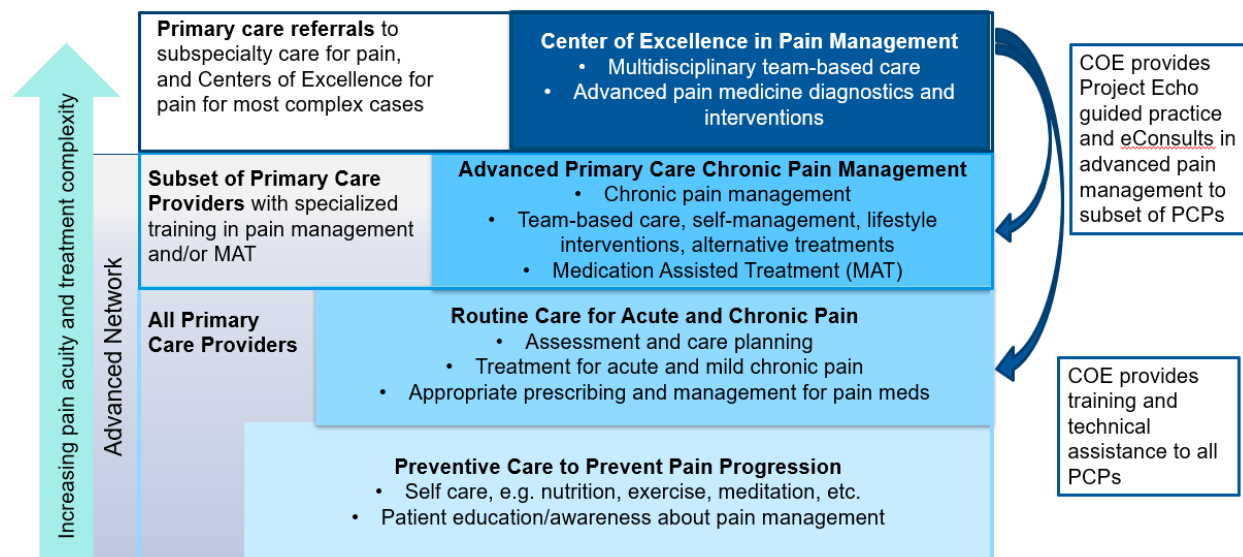 Primary care referrals to
subspecialty care for pain,
and Centers of Excellence for
pain for most complex cases
Center of Excellence in Pain Management
• Multidisciplinary team-based care
• Advanced pain medicine diagnostics and
interventions
COE provides
Project Echo
guided practice
and eConsults in
advanced pain
management to
subset of PCPs
Increasing pain acuity and treatment complexity
Advanced Network
Subset of Primary Care
Providers with specialized
training in pain management
and/or MAT
Advanced Primary Care Chronic Pain Management
• Chronic pain management
• Team-based care, self-management, lifestyle
interventions, alternative treatments
• Medication Assisted Treatment (MAT)
All Primary
Care Providers
Routine Care for Acute and Chronic Pain
• Assessment and care planning
• Treatment for acute and mild chronic pain
• Appropriate prescribing and management for pain meds
COE provides
training and
technical
assistance to all
PCPs
Preventive Care to Prevent Pain Progression
• Self care, e.g. nutrition, exercise, meditation, etc.
• Patient education/awareness about pain management